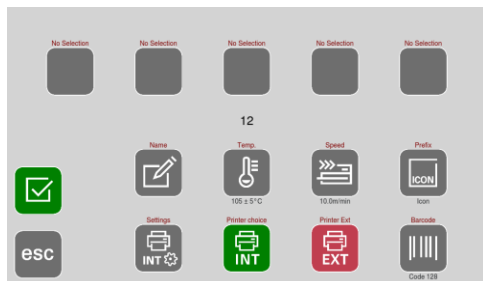 No Selection No Selection No Selection No Selection No Selection
12
Name Temp. Speed Prefix
ICON
105 ± 5°C 10.0m/min Icon
Settings Printer choice Printer Ext Barcode
esc INT INT EXT
Code 128